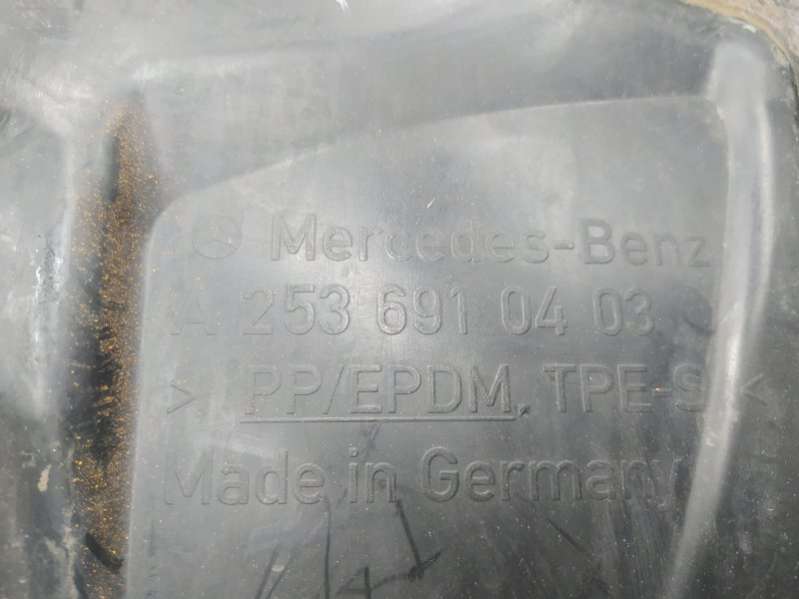 Mercedes-Benz
A 253 691 04 03
> PP/EPDM, TPE-S <
Made in Germany